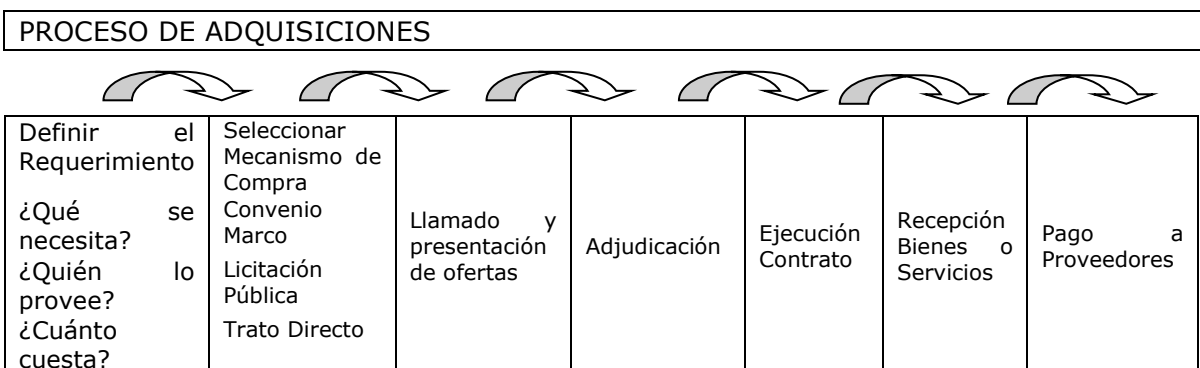 PROCESO DE ADQUISICIONES
Definir el
Requerimiento
¿Qué se
necesita?
¿Quién lo
provee?
¿Cuánto
cuesta?
Seleccionar
Mecanismo de
Compra
Convenio
Marco
Licitación
Pública
Trato Directo
Llamado y
presentación
de ofertas
Adjudicación
Ejecución
Contrato
Recepción
Bienes o
Servicios
Pago a
Proveedores